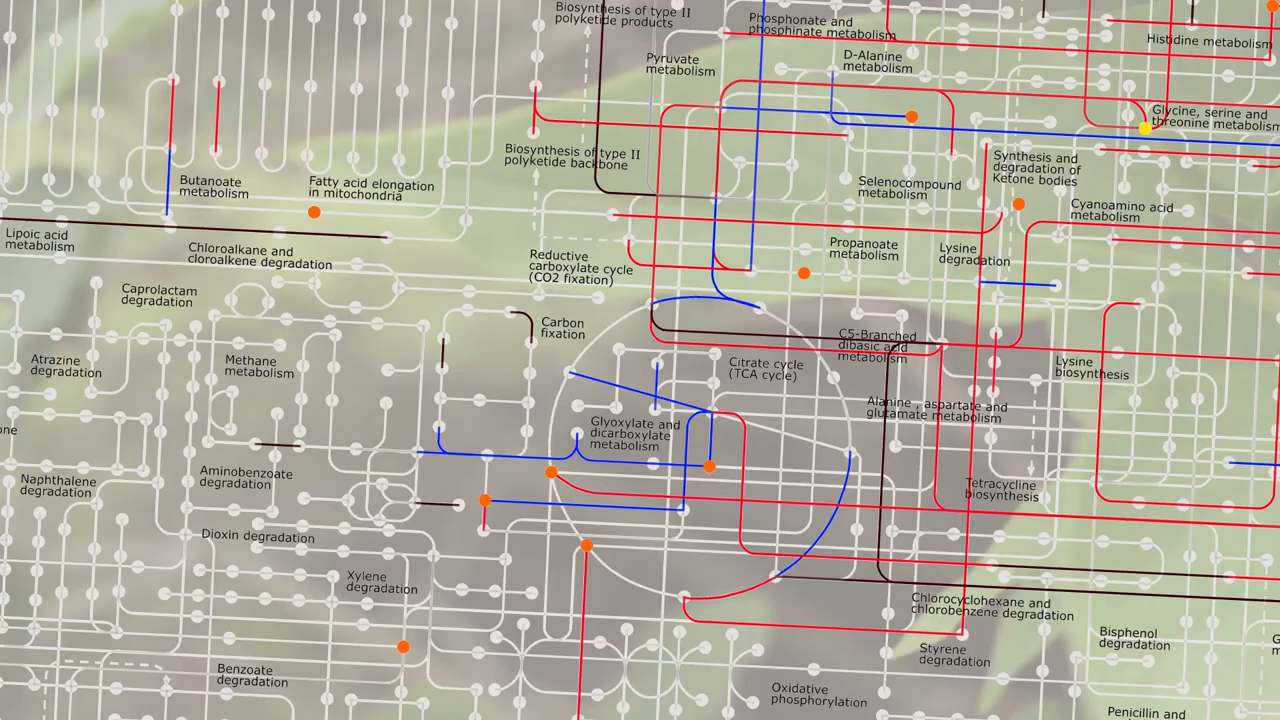 Biosynthesis of type II
polyketide products
Phosphonate and
phosphinate metabolism
Histidine metabolism
Pyruvate
metabolism
D-Alanine
metabolism
Glycine, serine and
threonine metabolism
Biosynthesis of type II
polyketide backbone
Synthesis and
degradation of
Ketone bodies
Butanoate
metabolism
Fatty acid elongation
in mitochondria
Selenocompound
metabolism
Cyanoamino acid
metabolism
Lipoic acid
metabolism
Chloroalkane and
cloroalkene degradation
Reductive
carboxylate cycle
(CO2 fixation)
Propanoate
metabolism
Lysine
degradation
Caprolactam
degradation
Carbon
fixation
C5-Branched
dibasic acid
metabolism
Atrazine
degradation
Methane
metabolism
Citrate cycle
(TCA cycle)
Lysine
biosynthesis
Alanine , aspartate and
glutamate metabolism
Glyoxylate and
dicarboxylate
metabolism
Naphthalene
degradation
Aminobenzoate
degradation
Tetracycline
biosynthesis
Dioxin degradation
Xylene
degradation
Chlorocyclohexane and
chlorobenzene degradation
Bisphenol
degradation
Styrene
degradation
Benzoate
degradation
Oxidative
phosphorylation
Penicillin and